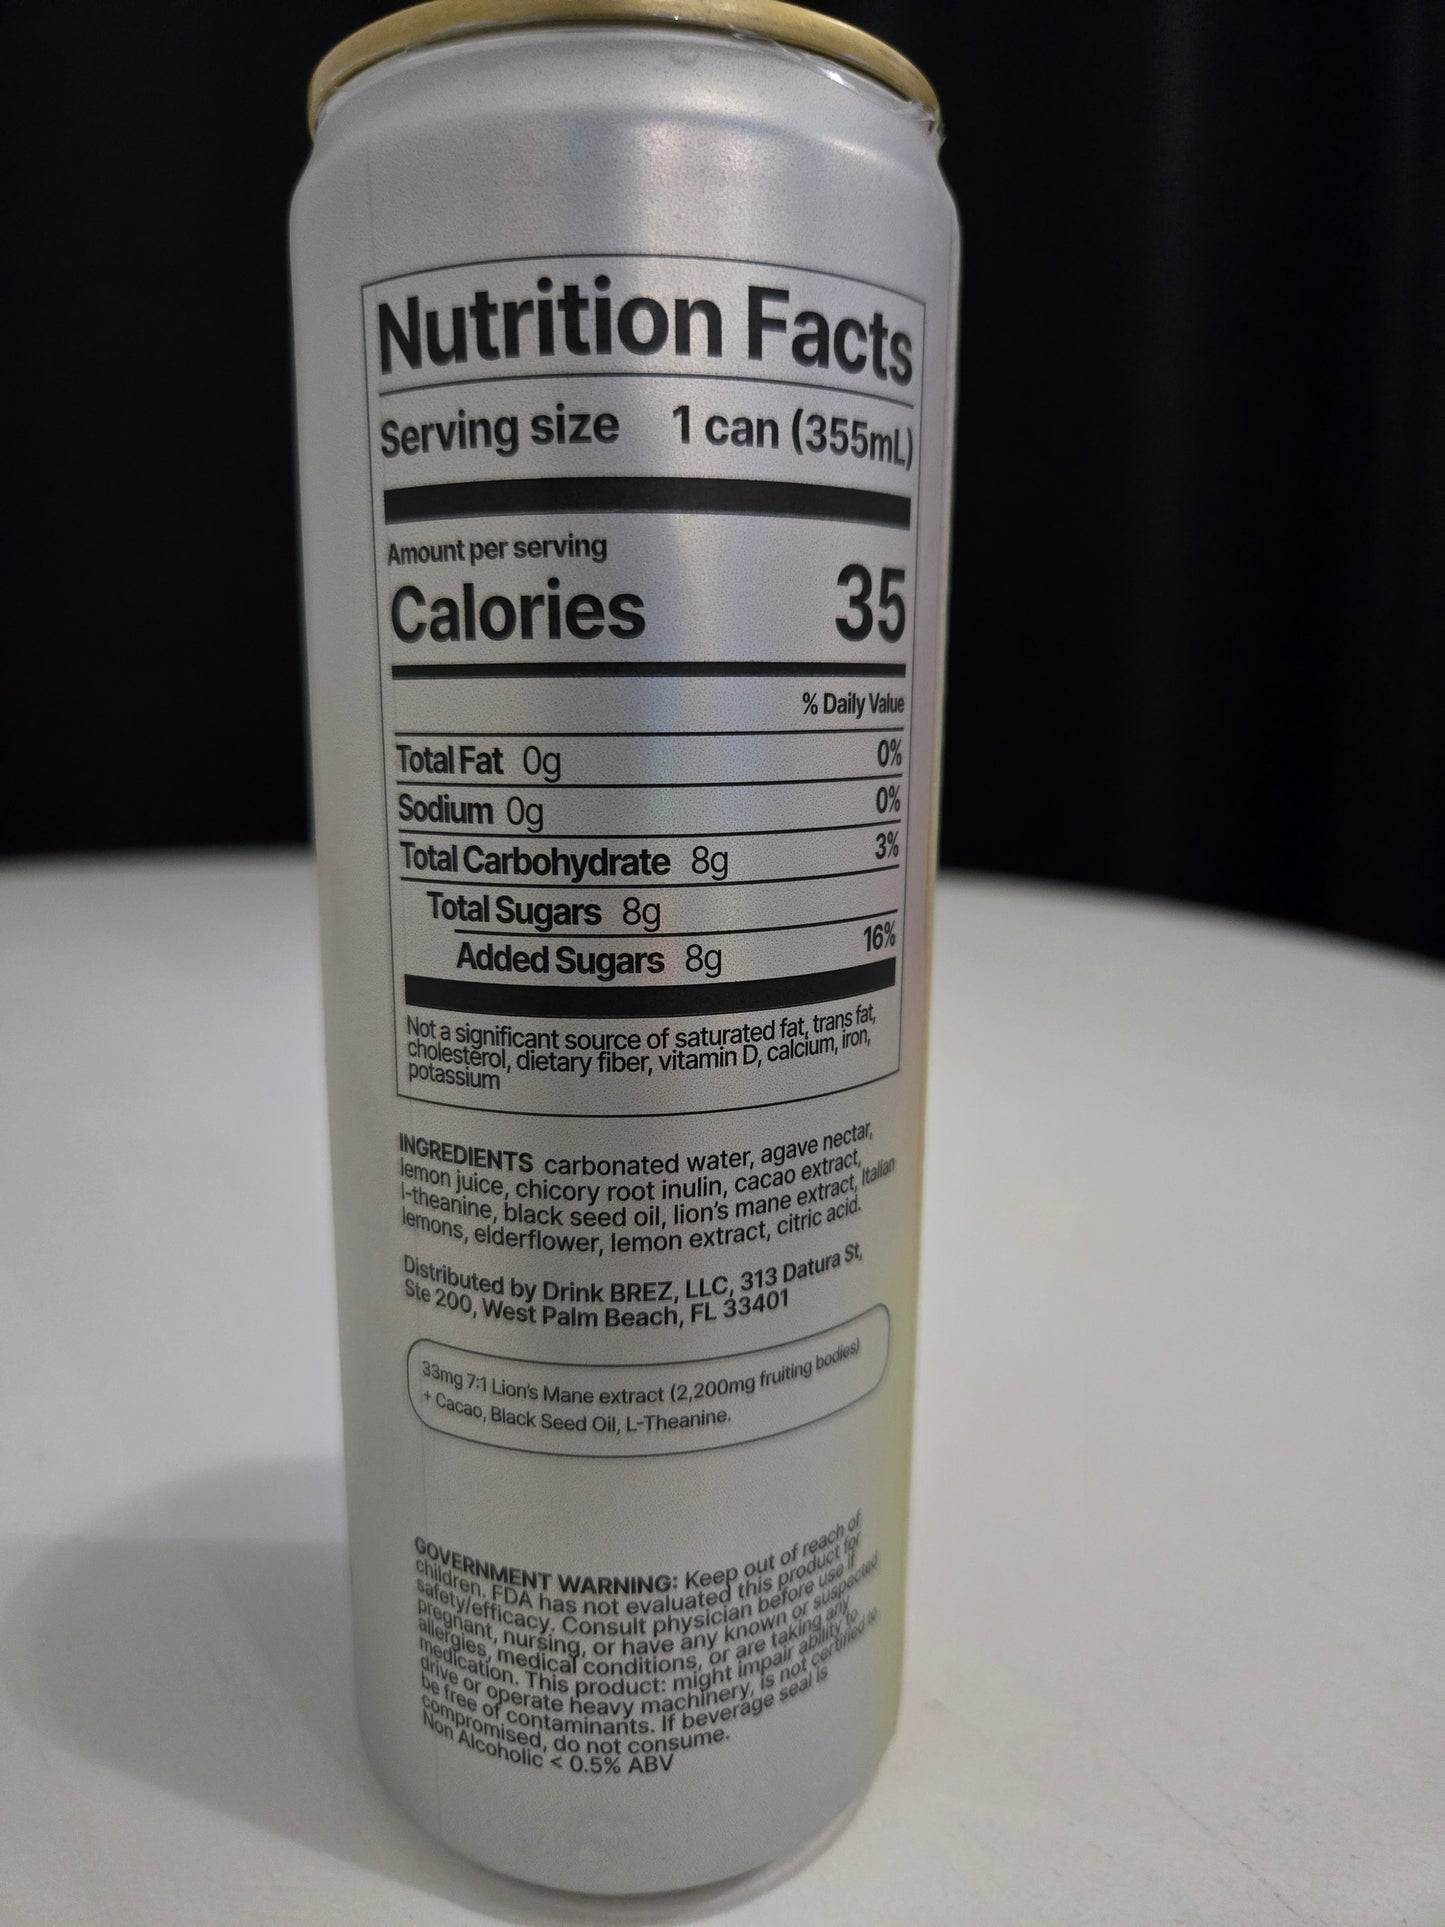 Nutrition Facts
Serving size 1 can (355mL)
Amount per serving
Calories 35
% Daily Value
Total Fat 0g 0%
Sodium 0g 0%
Total Carbohydrate 8g 3%
Total Sugars 8g
Added Sugars 8g 16%
Not a significant source of saturated fat, trans fat,
cholesterol, dietary fiber, vitamin D, calcium, iron,
potassium
INGREDIENTS carbonated water, agave nectar,
lemon juice, chicory root inulin, cacao extract,
l-theanine, black seed oil, lion's mane extract, Italian
lemons, elderflower, lemon extract, citric acid.
Distributed by Drink BREZ, LLC, 313 Datura St,
Ste 200, West Palm Beach, FL 33401
33mg 7:1 Lion's Mane extract (2,200mg fruiting bodies)
+ Cacao, Black Seed Oil, L-Theanine.
GOVERNMENT WARNING: Keep out of reach of
children. FDA has not evaluated this product for
safety/efficacy. Consult physician before use if
pregnant, nursing, or have any known or suspected
allergies, medical conditions, or are taking any
medication. This product: might impair ability to
drive or operate heavy machinery, is not certified to
be free of contaminants. If beverage seal is
compromised, do not consume.
Non Alcoholic < 0.5% ABV